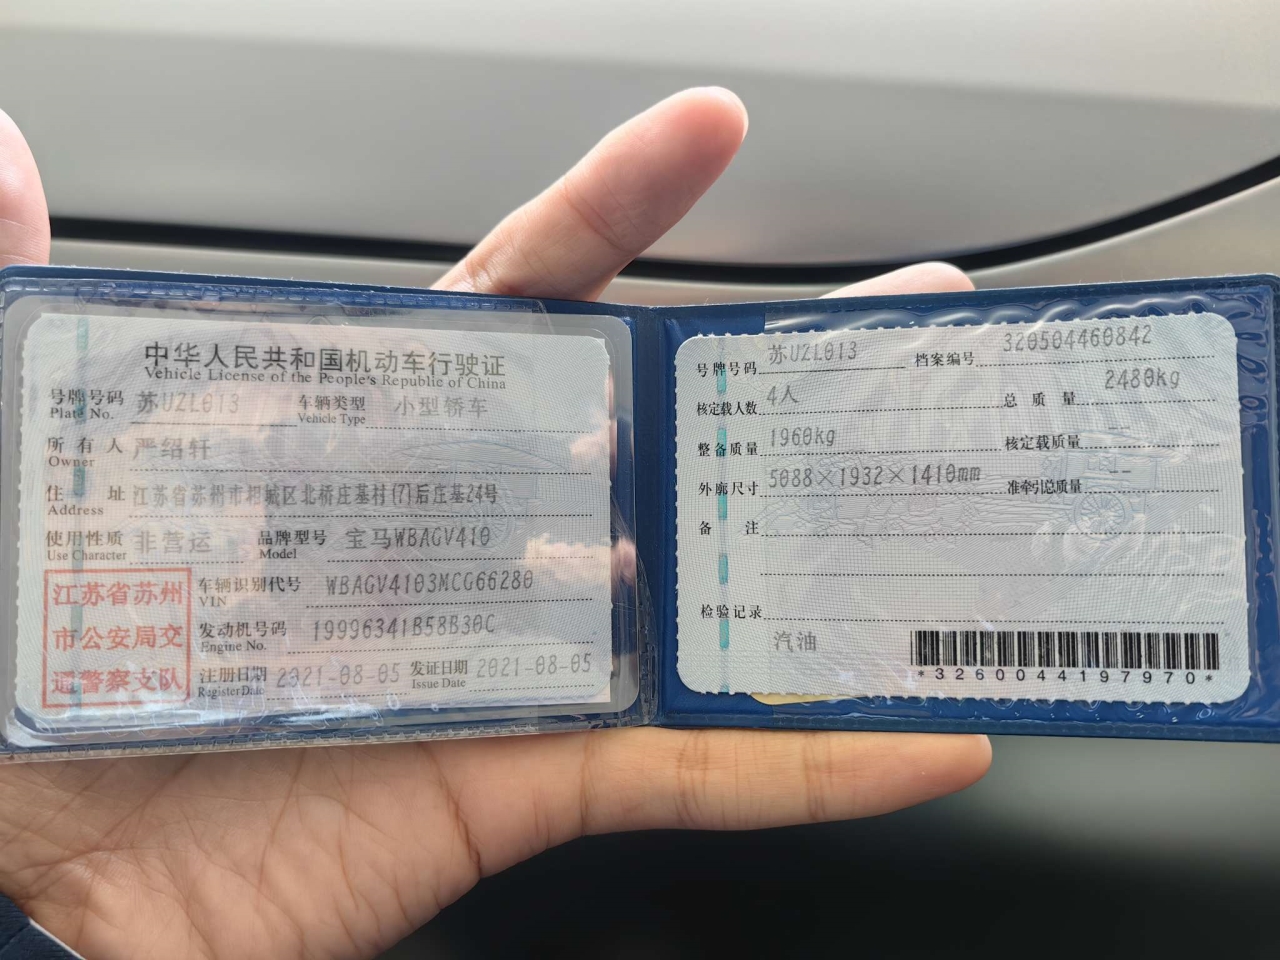 中华人民共和国机动车行驶证
Vehicle License of the People's Republic of China
号牌号码 苏UZL013 车辆类型 小型轿车
Plate No. Vehicle Type
所有人 严绍轩
Owner
住址 江苏省苏州市相城区北桥庄基村(7)后庄基24号
Address
使用性质 非营运 品牌型号 宝马WBAGV410
Use Character Model
江苏省苏州
市公安局交
通警察支队
车辆识别代号 WBAGV4103MCG66280
VIN
发动机号码 19996341B58B30C
Engine No.
注册日期 2021-08-05 发证日期 2021-08-05
Register Date Issue Date
号牌号码 苏UZL013 档案编号 320504460842
核定载人数 4人 总质量 2480kg
整备质量 1960kg 核定载质量 --
外廓尺寸 5088×1932×1410mm 准牵引总质量 --
备注
检验记录
汽油
*3260044197970*